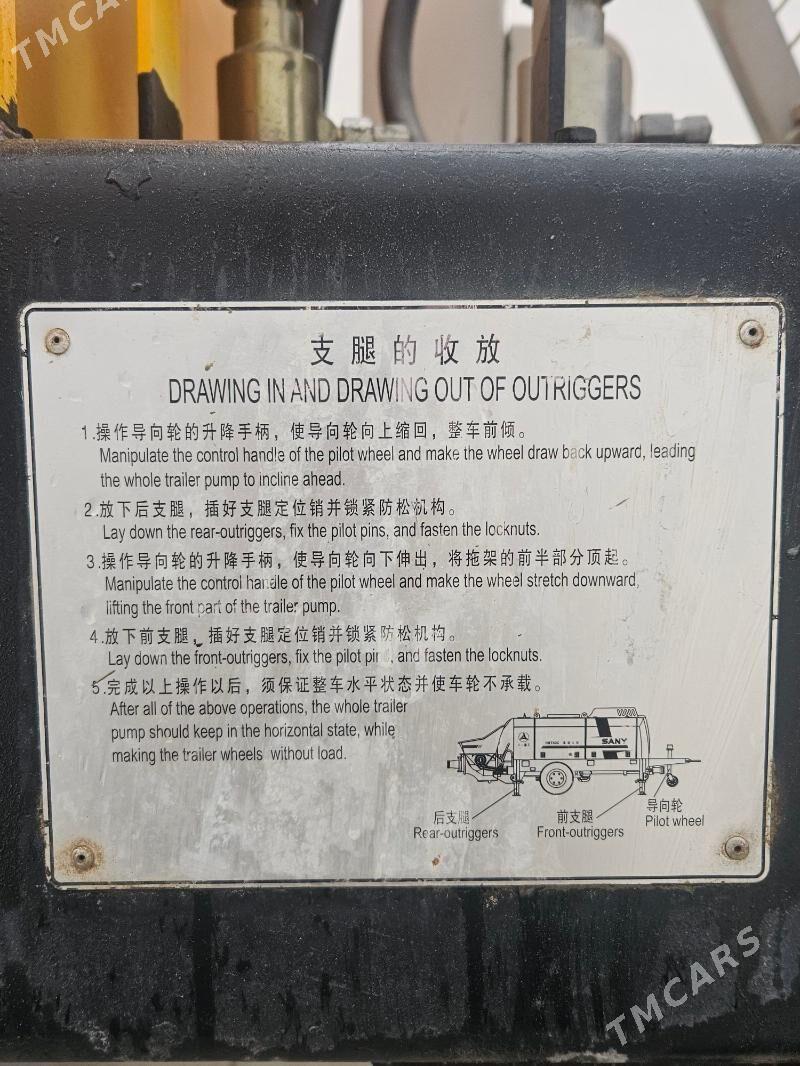 TMCARS
支腿的收放
DRAWING IN AND DRAWING OUT OF OUTRIGGERS
1.操作导向轮的升降手柄，使导向轮向上缩回，整车前倾。
Manipulate the control handle of the pilot wheel and make the wheel draw back upward, leading
the whole trailer pump to incline ahead.
2.放下后支腿，插好支腿定位销并锁紧防松机构。
Lay down the rear-outriggers, fix the pilot pins, and fasten the locknuts.
3.操作导向轮的升降手柄，使导向轮向下伸出，将拖架的前半部分顶起。
Manipulate the control handle of the pilot wheel and make the wheel stretch downward,
lifting the front part of the trailer pump.
4.放下前支腿，插好支腿定位销并锁紧防松机构。
Lay down the front-outriggers, fix the pilot pi , and fasten the locknuts.
5.完成以上操作以后，须保证整车水平状态并使车轮不承载。
After all of the above operations, the whole trailer
pump should keep in the horizontal state, while
making the trailer wheels without load.
SANY
后支腿
Rear-outriggers
前支腿
Front-outriggers
导向轮
Pilot wheel
TMCARS